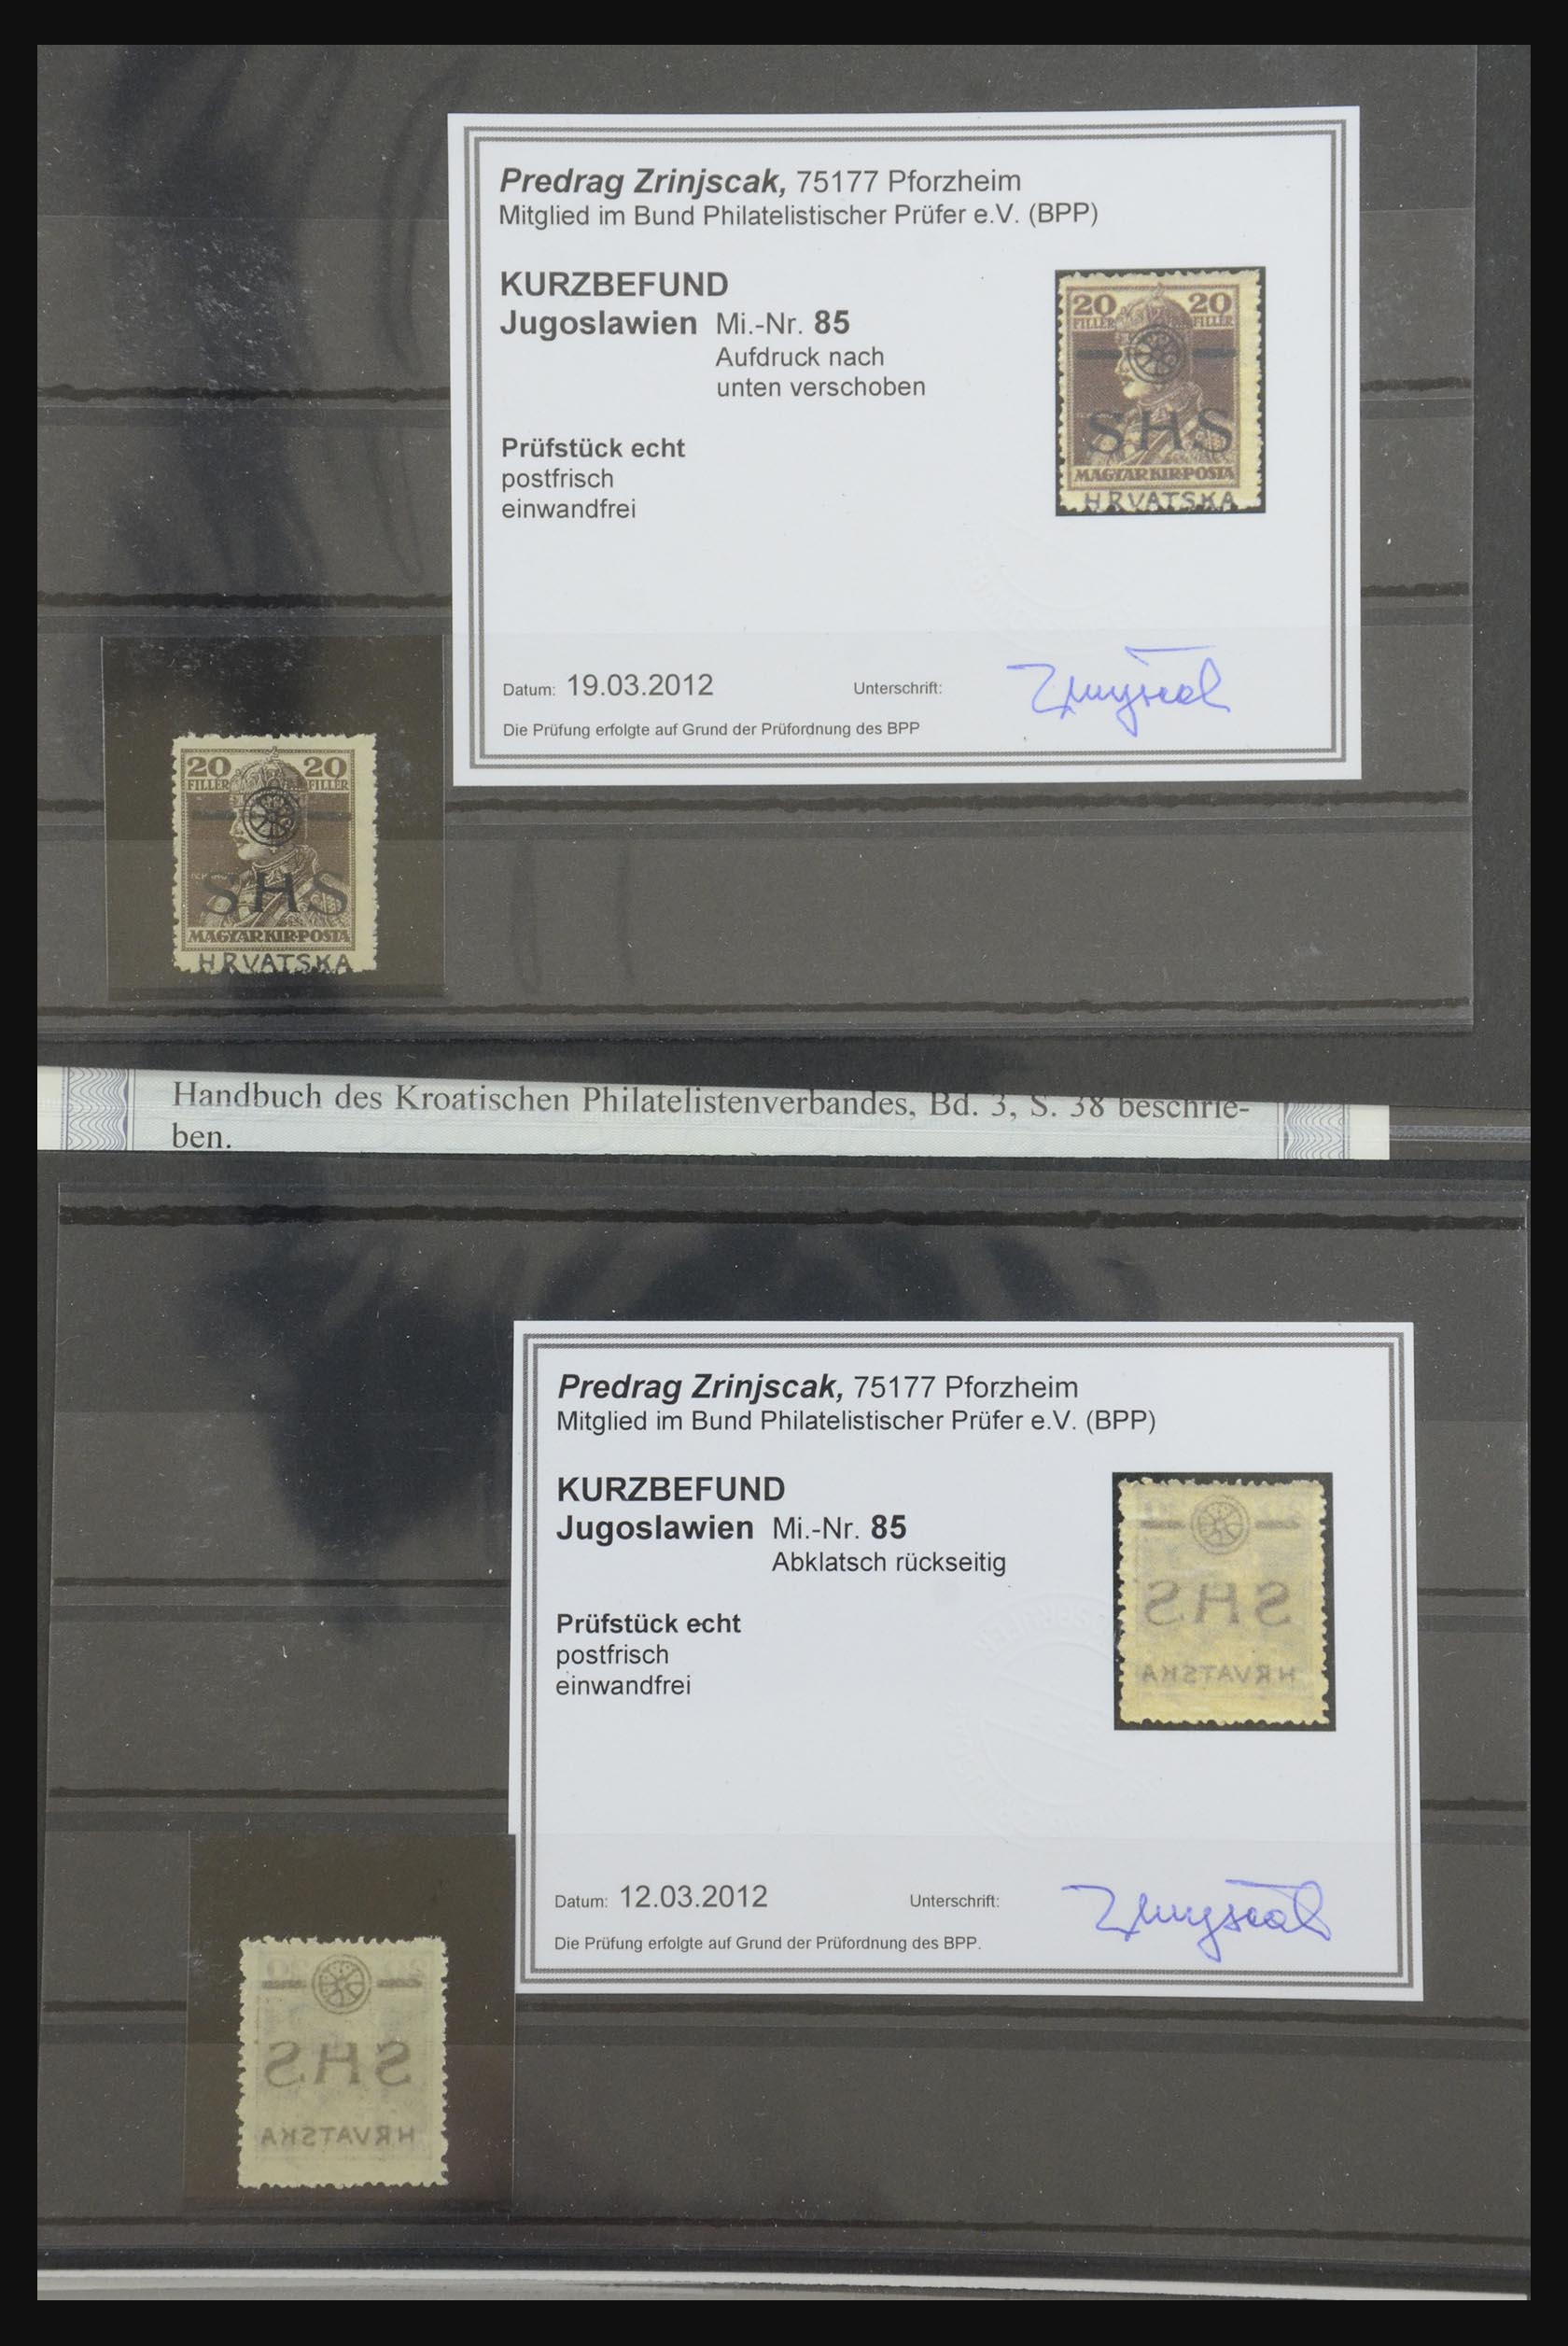 Predrag Zrinjscak, 75177 Pforzheim
Mitglied im Bund Philatelistischer Prüfer e.V. (BPP)
KURZBEFUND
Jugoslawien Mi.-Nr. 85
Aufdruck nach
unten verschoben
Prüfstück echt
postfrisch
einwandfrei
20 20
FILLER FILLER
SHS
MAGYAR KIR·POSTA
HRVATSKA
Datum: 19.03.2012 Unterschrift:
Die Prüfung erfolgte auf Grund der Prüfordnung des BPP
20 20
FILLER FILLER
SHS
MAGYAR KIR·POSTA
HRVATSKA
Handbuch des Kroatischen Philatelistenverbandes, Bd. 3, S. 38 beschrie-
ben.
Predrag Zrinjscak, 75177 Pforzheim
Mitglied im Bund Philatelistischer Prüfer e.V. (BPP)
KURZBEFUND
Jugoslawien Mi.-Nr. 85
Abklatsch rückseitig
Prüfstück echt
postfrisch
einwandfrei
SHS
HRVATSKA
Datum: 12.03.2012 Unterschrift:
Die Prüfung erfolgte auf Grund der Prüfordnung des BPP.
SHS
HRVATSKA